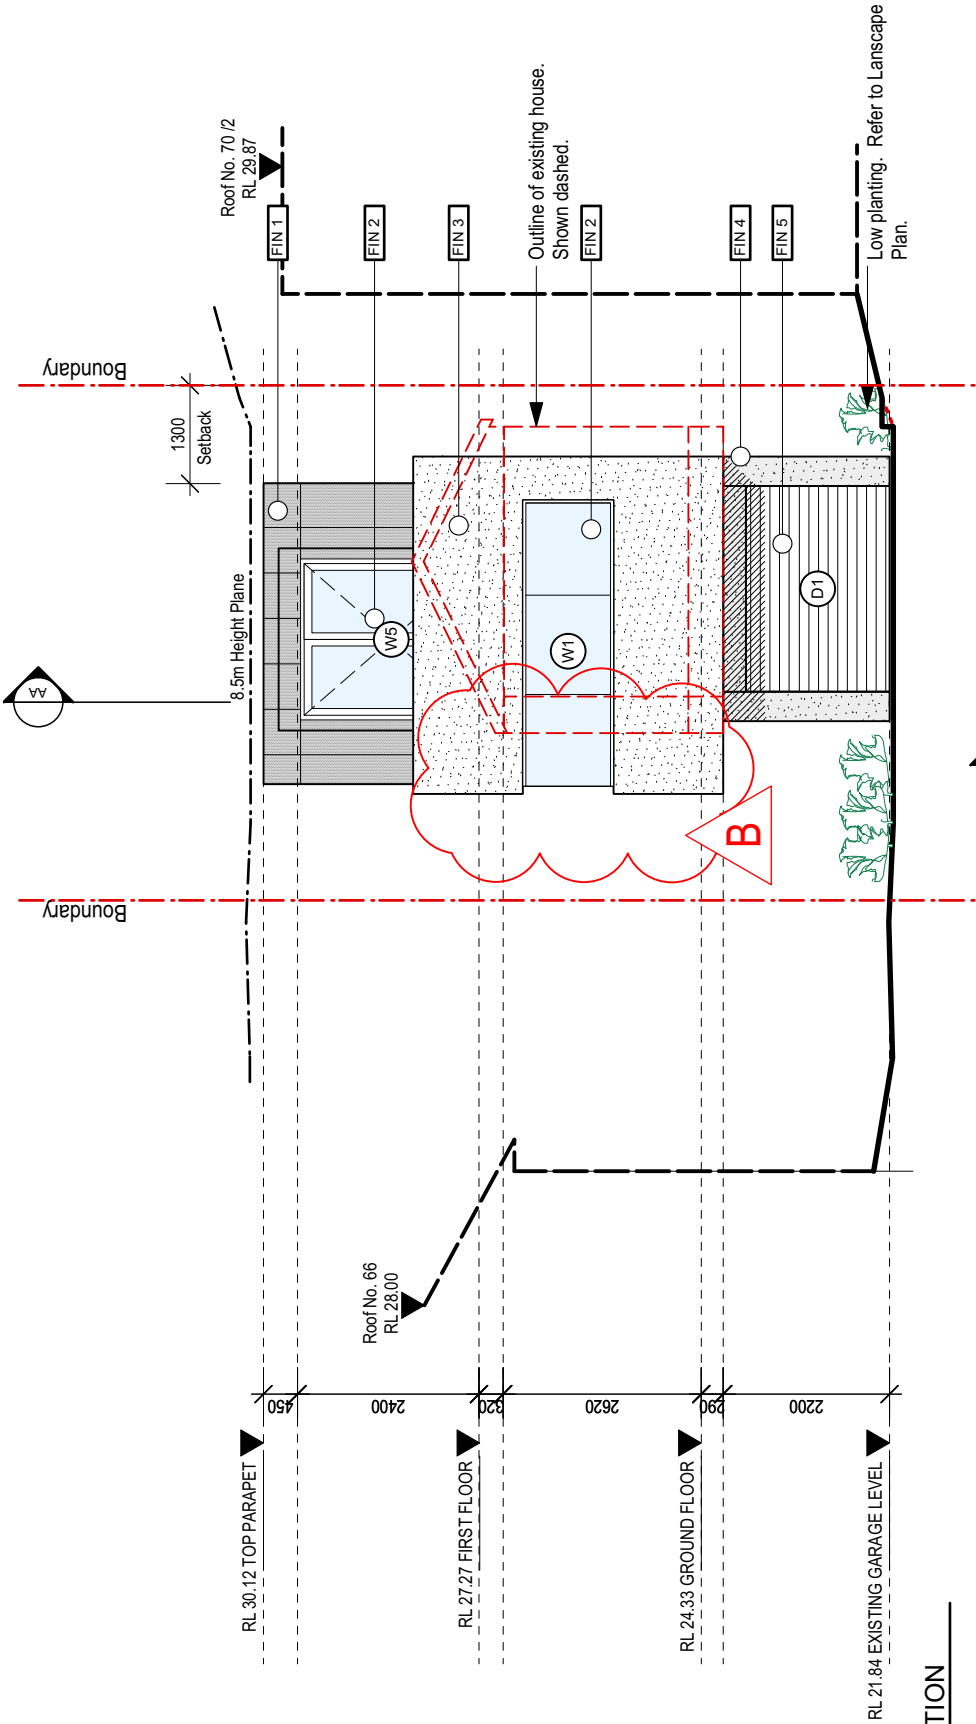 Roof No. 70 /2
RL 29.87
Boundary
1300
Setback
8.5m Height Plane
AA
Boundary
FIN 1
FIN 2
FIN 3
Outline of existing house.
Shown dashed.
FIN 2
FIN 4
FIN 5
Low planting. Refer to Lanscape
Plan.
W5
W1
D1
B
Roof No. 66
RL 28.00
450
2400
320
2620
290
2200
RL 30.12 TOP PARAPET
RL 27.27 FIRST FLOOR
RL 24.33 GROUND FLOOR
RL 21.84 EXISTING GARAGE LEVEL
TION